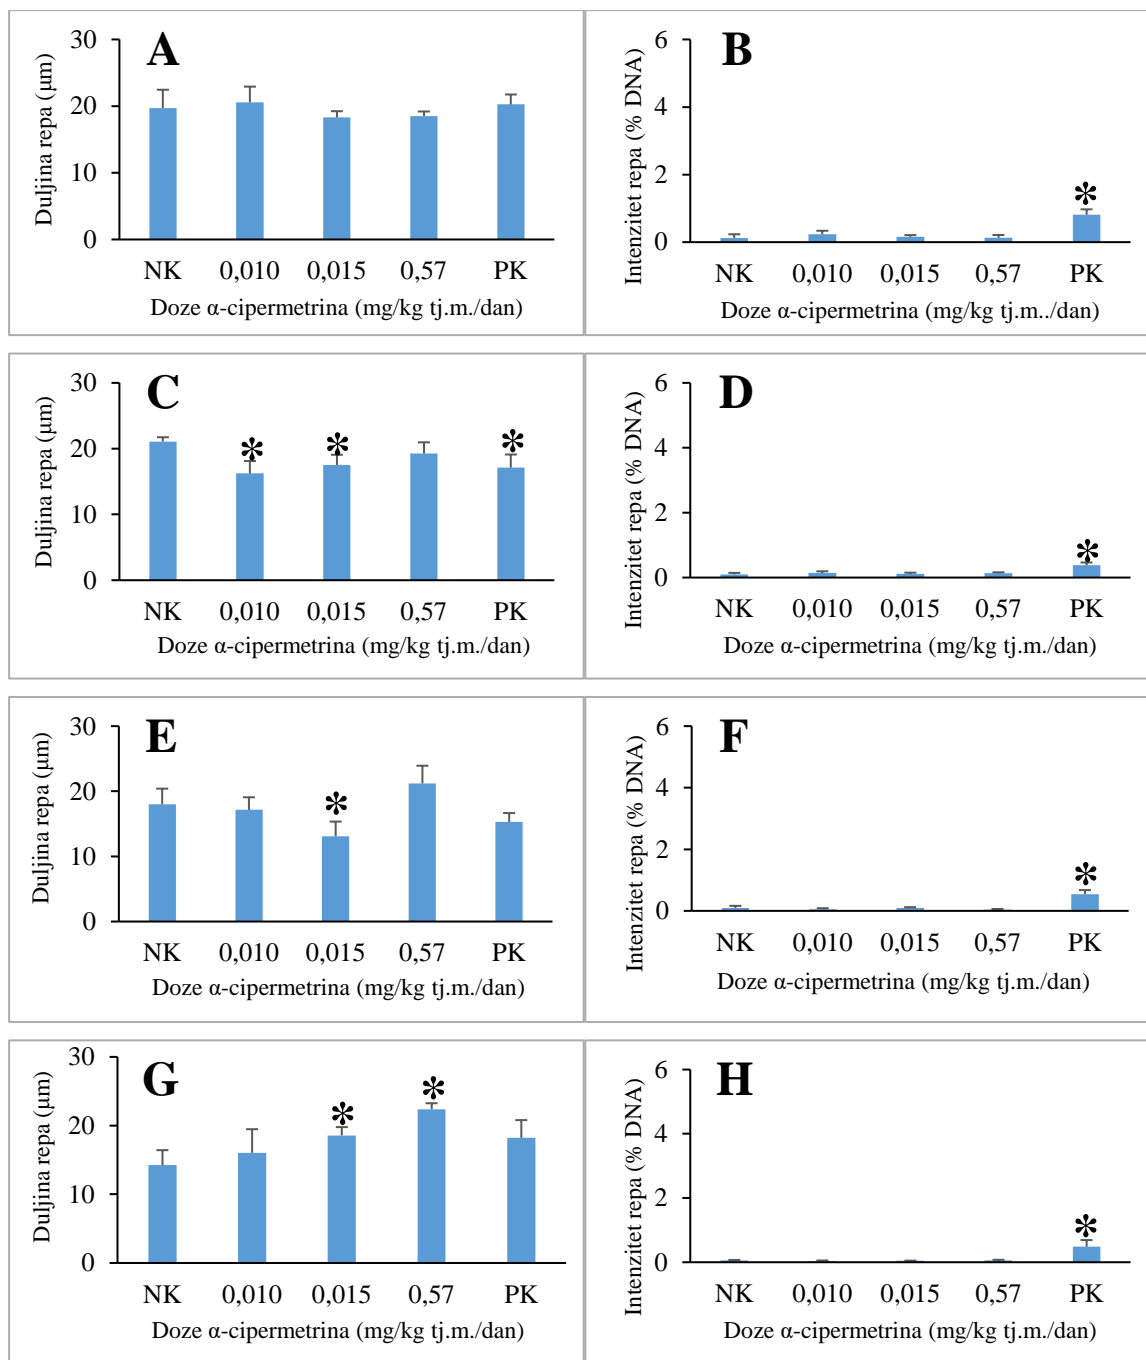 A
Duljina repa (µm)
30
20
10
0
NK 0,010 0,015 0,57 PK
Doze α-cipermetrina (mg/kg tj.m./dan)
B
Intenzitet repa (% DNA)
6
4
2
0
*
NK 0,010 0,015 0,57 PK
Doze α-cipermetrina (mg/kg tj.m../dan)
C
Duljina repa (µm)
30
20
10
0
* * *
NK 0,010 0,015 0,57 PK
Doze α-cipermetrina (mg/kg tj.m./dan)
D
Intenzitet repa (% DNA)
6
4
2
0
*
NK 0,010 0,015 0,57 PK
Doze α-cipermetrina (mg/kg tj.m./dan)
E
Duljina repa (µm)
30
20
10
0
*
NK 0,010 0,015 0,57 PK
Doze α-cipermetrina (mg/kg tj.m./dan)
F
Intenzitet repa (% DNA)
6
4
2
0
*
NK 0,010 0,015 0,57 PK
Doze α-cipermetrina (mg/kg tj.m./dan)
G
Duljina repa (µm)
30
20
10
0
* *
NK 0,010 0,015 0,57 PK
Doze α-cipermetrina (mg/kg tj.m./dan)
H
Intenzitet repa (% DNA)
6
4
2
0
*
NK 0,010 0,015 0,57 PK
Doze α-cipermetrina (mg/kg tj.m./dan)